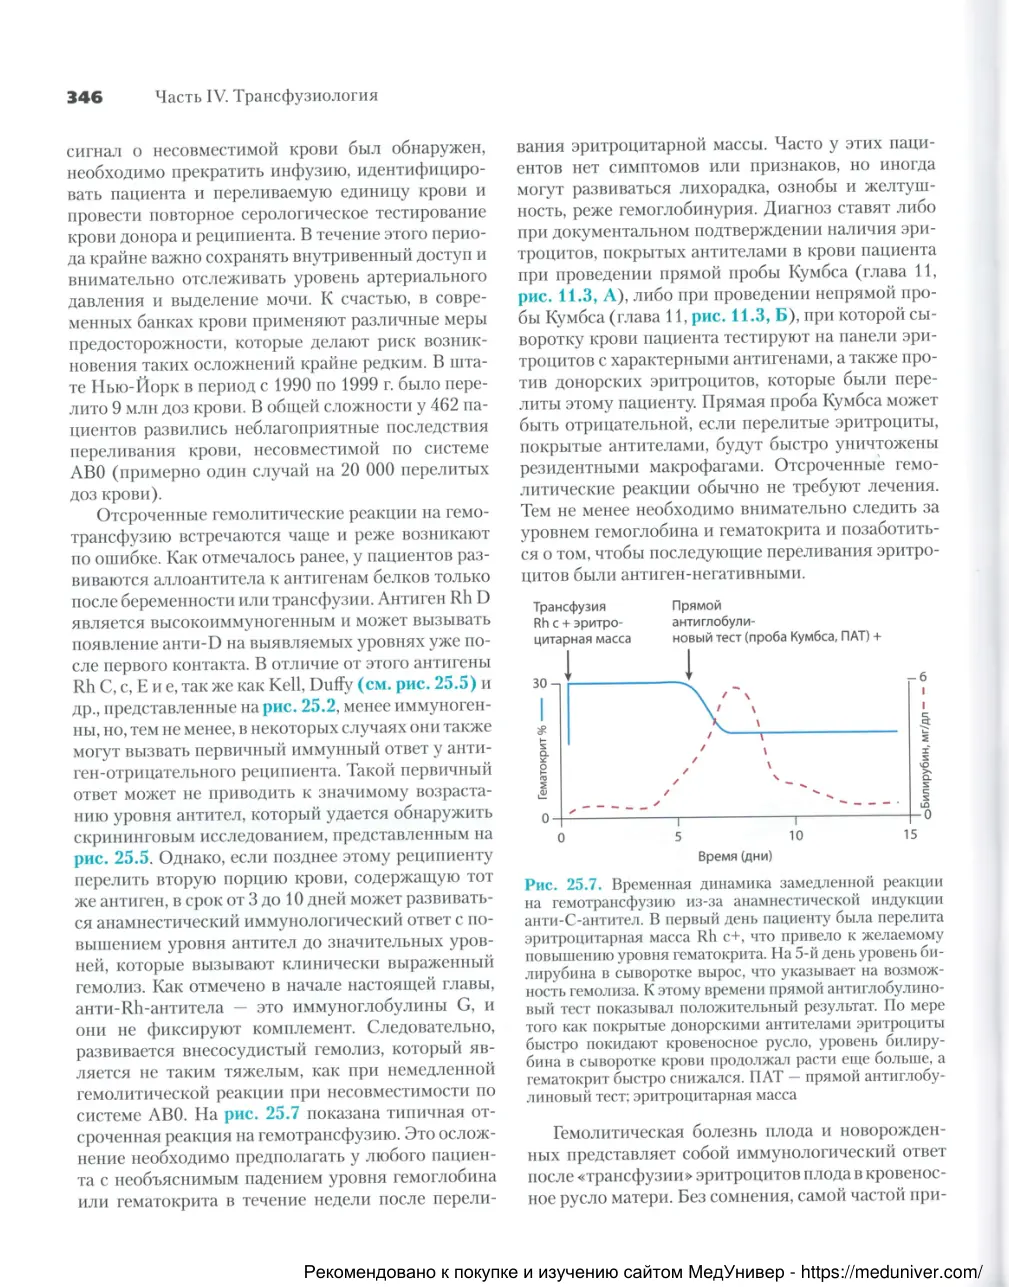 346 Часть IV. Трансфузиология
сигнал о несовместимой крови был обнаружен,
необходимо прекратить инфузию, идентифициро-
вать пациента и переливаемую единицу крови и
провести повторное серологическое тестирование
крови донора и реципиента. В течение этого перио-
да крайне важно сохранять внутривенный доступ и
внимательно отслеживать уровень артериального
давления и выделение мочи. К счастью, в совре-
менных банках крови применяют различные меры
предосторожности, которые делают риск возник-
новения таких осложнений крайне редким. В шта-
те Нью-Йорк в период с 1990 по 1999 г. было пере-
лито 9 млн доз крови. В общей сложности у 462 па-
циентов развились неблагоприятные последствия
переливания крови, несовместимой по системе
AB0 (примерно один случай на 20 000 перелитых
доз крови).
Отсроченные гемолитические реакции на гемо-
трансфузию встречаются чаще и реже возникают
по ошибке. Как отмечалось ранее, у пациентов раз-
виваются аллоантитела к антигенам белков только
после беременности или трансфузии. Антиген Rh D
является высокоиммуногенным и может вызывать
появление анти-D на выявляемых уровнях уже по-
сле первого контакта. В отличие от этого антигены
Rh C, c, E и e, так же как Kell, Duffy (см. рис. 25.5) и
др., представленные на рис. 25.2, менее иммуноген-
ны, но, тем не менее, в некоторых случаях они также
могут вызвать первичный иммунный ответ у анти-
ген-отрицательного реципиента. Такой первичный
ответ может не приводить к значимому возраста-
нию уровня антител, который удается обнаружить
скрининговым исследованием, представленным на
рис. 25.5. Однако, если позднее этому реципиенту
перелить вторую порцию крови, содержащую тот
же антиген, в срок от 3 до 10 дней может развивать-
ся анамнестический иммунологический ответ с по-
вышением уровня антител до значительных уров-
ней, которые вызывают клинически выраженный
гемолиз. Как отмечено в начале настоящей главы,
анти-Rh-антитела — это иммуноглобулины G, и
они не фиксируют комплемент. Следовательно,
развивается внесосудистый гемолиз, который яв-
ляется не таким тяжелым, как при немедленной
гемолитической реакции при несовместимости по
системе AB0. На рис. 25.7 показана типичная от-
сроченная реакция на гемотрансфузию. Это ослож-
нение необходимо предполагать у любого пациен-
та с необъяснимым падением уровня гемоглобина
или гематокрита в течение недели после перели-
вания эритроцитарной массы. Часто у этих паци-
ентов нет симптомов или признаков, но иногда
могут развиваться лихорадка, ознобы и желтуш-
ность, реже гемоглобинурия. Диагноз ставят либо
при документальном подтверждении наличия эри-
троцитов, покрытых антителами в крови пациента
при проведении прямой пробы Кумбса (глава 11,
рис. 11.3, А), либо при проведении непрямой про-
бы Кумбса (глава 11, рис. 11.3, Б), при которой сы-
воротку крови пациента тестируют на панели эри-
троцитов с характерными антигенами, а также про-
тив донорских эритроцитов, которые были пере-
литы этому пациенту. Прямая проба Кумбса может
быть отрицательной, если перелитые эритроциты,
покрытые антителами, будут быстро уничтожены
резидентными макрофагами. Отсроченные гемо-
литические реакции обычно не требуют лечения.
Тем не менее необходимо внимательно следить за
уровнем гемоглобина и гематокрита и позаботить-
ся о том, чтобы последующие переливания эритро-
цитов были антиген-негативными.
Трансфузия
Rh c + эритро-
цитарная масса
Прямой
антиглобули-
новый тест (проба Кумбса, ПАТ) +
30
0
Гематокрит %
6
0
Билирубин, мг/дл
0 5 10 15
Время (дни)
Рис. 25.7. Временная динамика замедленной реакции
на гемотрансфузию из-за анамнестической индукции
анти-С-антител. В первый день пациенту была перелита
эритроцитарная масса Rh c+, что привело к желаемому
повышению уровня гематокрита. На 5-й день уровень би-
лирубина в сыворотке вырос, что указывает на возмож-
ность гемолиза. К этому времени прямой антиглобулино-
вый тест показывал положительный результат. По мере
того как покрытые донорскими антителами эритроциты
быстро покидают кровеносное русло, уровень билиру-
бина в сыворотке крови продолжал расти еще больше, а
гематокрит быстро снижался. ПАТ — прямой антиглобу-
линовый тест; эритроцитарная масса
Гемолитическая болезнь плода и новорожден-
ных представляет собой иммунологический ответ
после «трансфузии» эритроцитов плода в кровенос-
ное русло матери. Без сомнения, самой частой при-
Рекомендовано к покупке и изучению сайтом МедУнивер - https://meduniver.com/